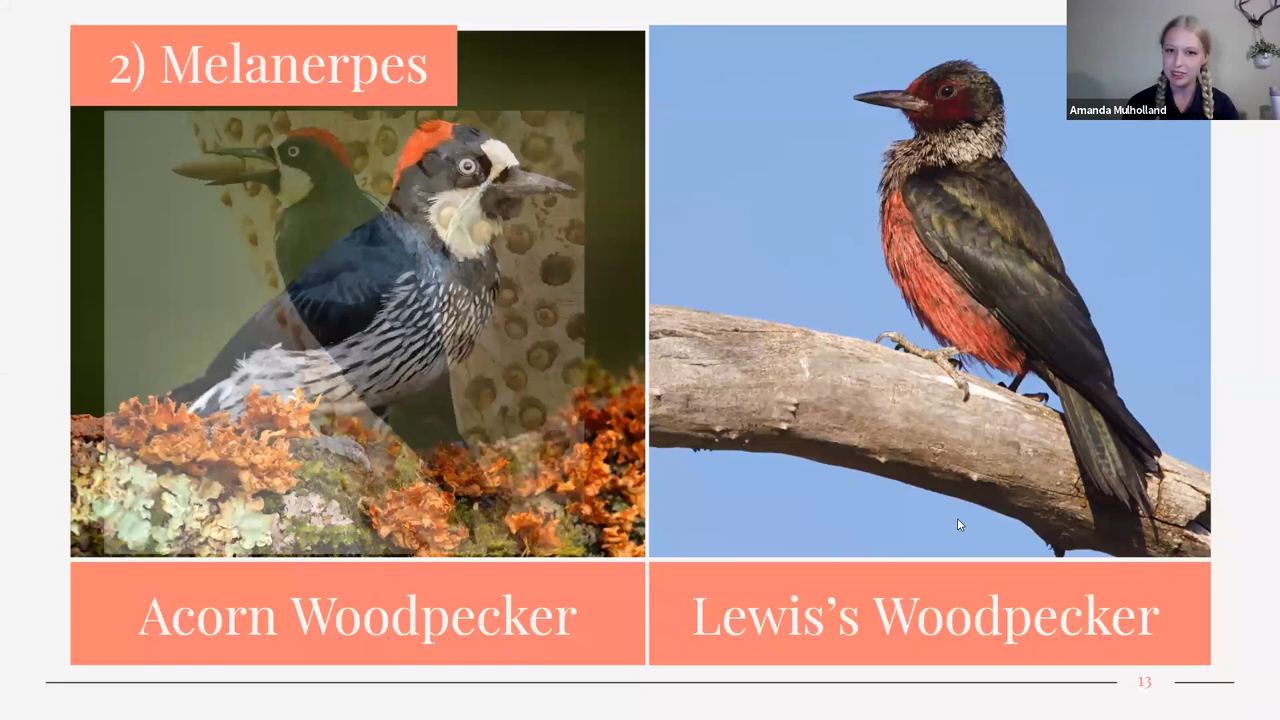 2) Melanerpes
Amanda Mulholland
Acorn Woodpecker
Lewis’s Woodpecker
13